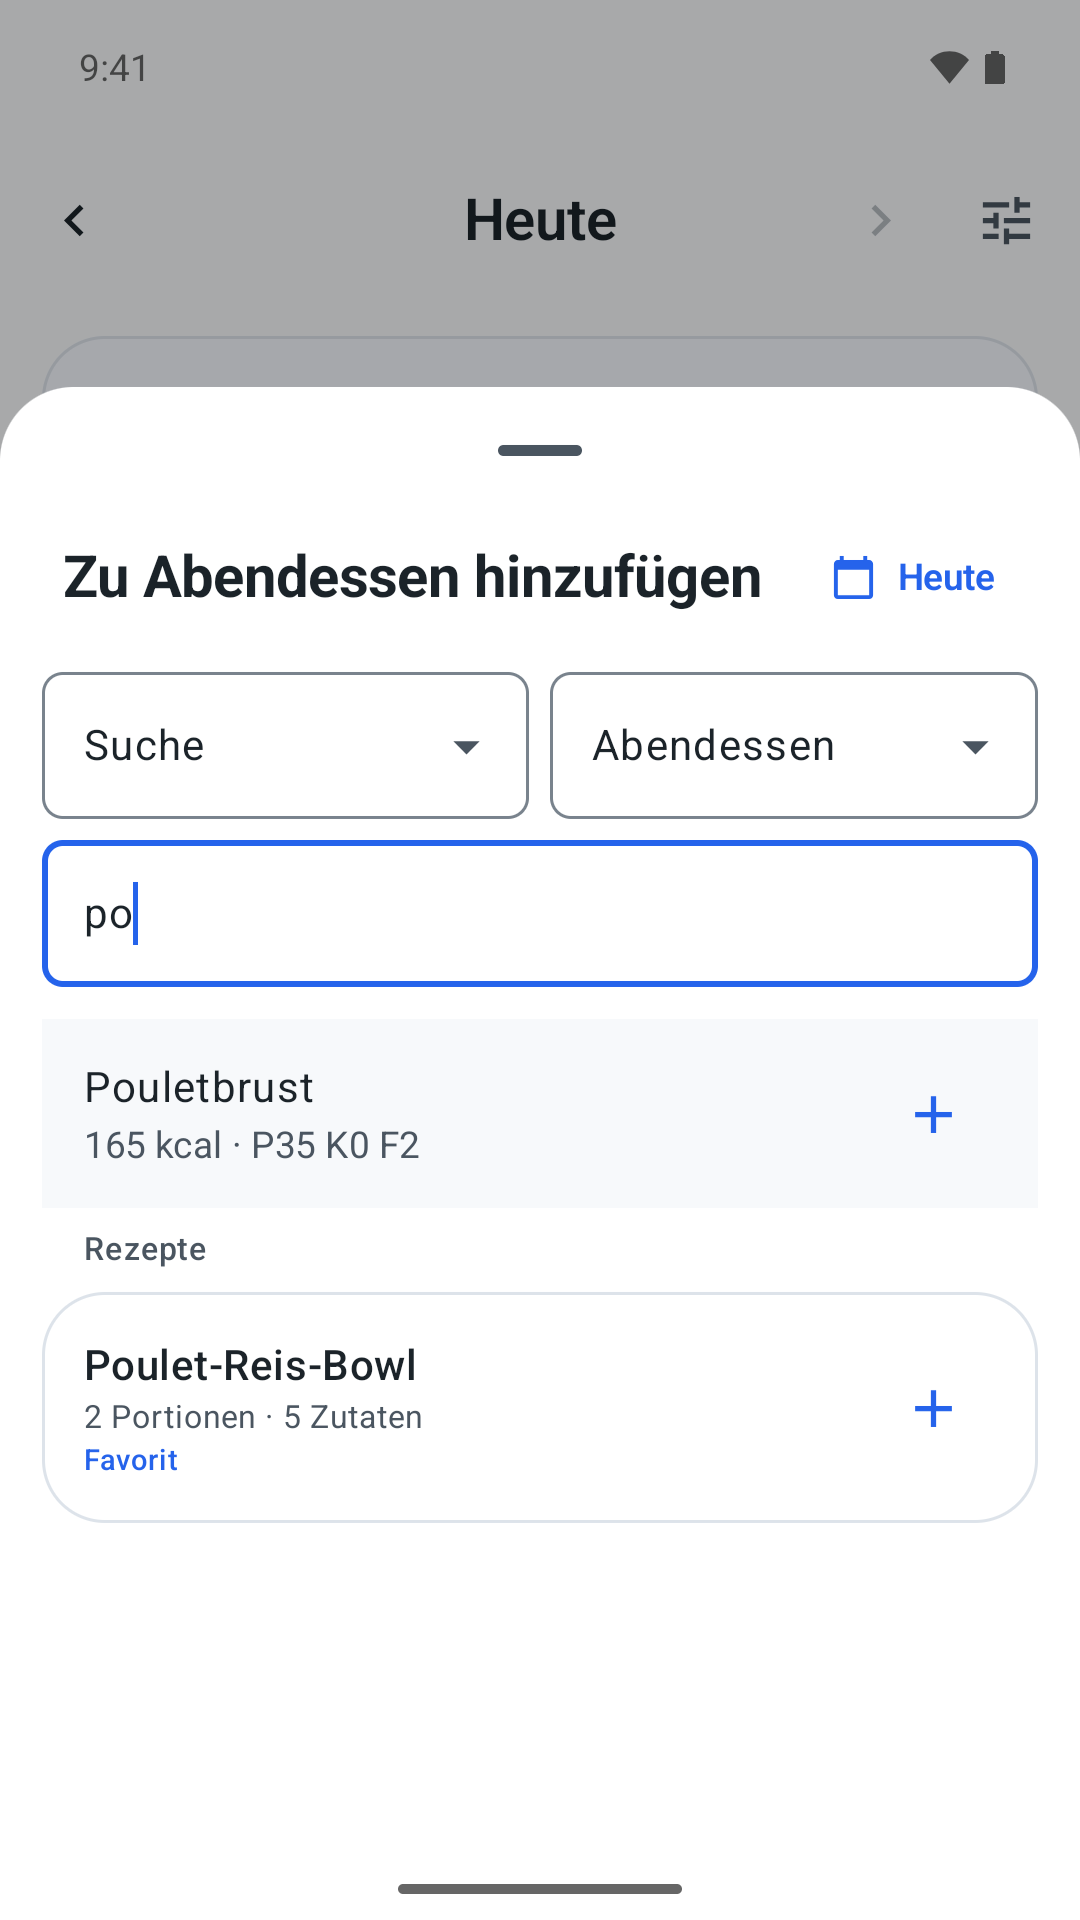 9:41
Heute
Zu Abendessen hinzufügen
Heute
Suche
Abendessen
po
Pouletbrust
165 kcal · P35 K0 F2
Rezepte
Poulet-Reis-Bowl
2 Portionen · 5 Zutaten
Favorit